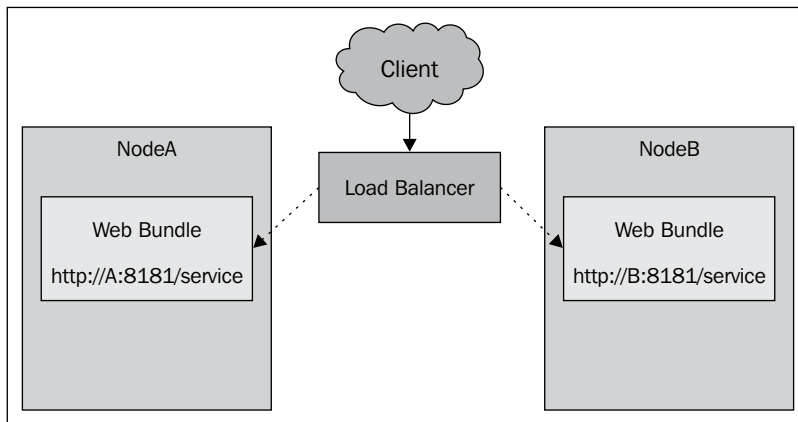 Client
Load Balancer
NodeA
Web Bundle
http://A:8181/service
NodeB
Web Bundle
http://B:8181/service